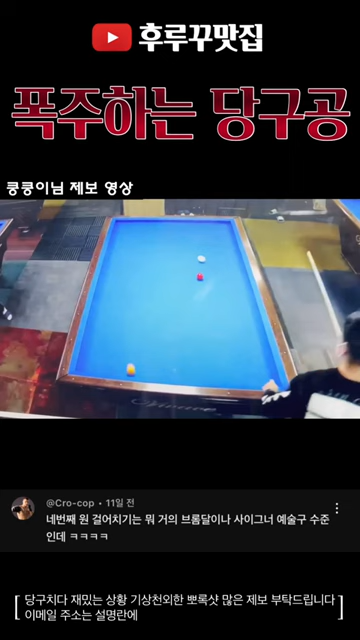 후루꾸맛집
폭주하는 당구공
쿵쿵이님 제보 영상
@Cro-cop • 11일 전
네번째 원 걸어치기는 뭐 거의 브롬달이나 사이그너 예술구 수준
인데 ㅋㅋㅋㅋ
당구치다 재밌는 상황 기상천외한 뽀록샷 많은 제보 부탁드립니다
이메일 주소는 설명란에